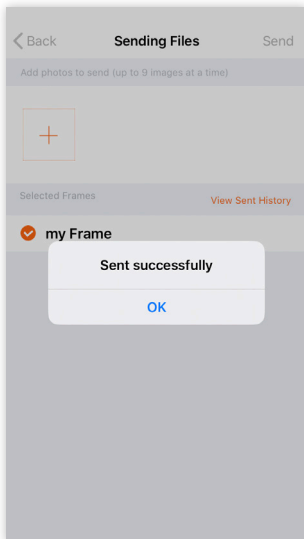 Back
Sending Files
Send
Add photos to send (up to 9 images at a time)
Selected Frames
View Sent History
my Frame
Sent successfully
OK